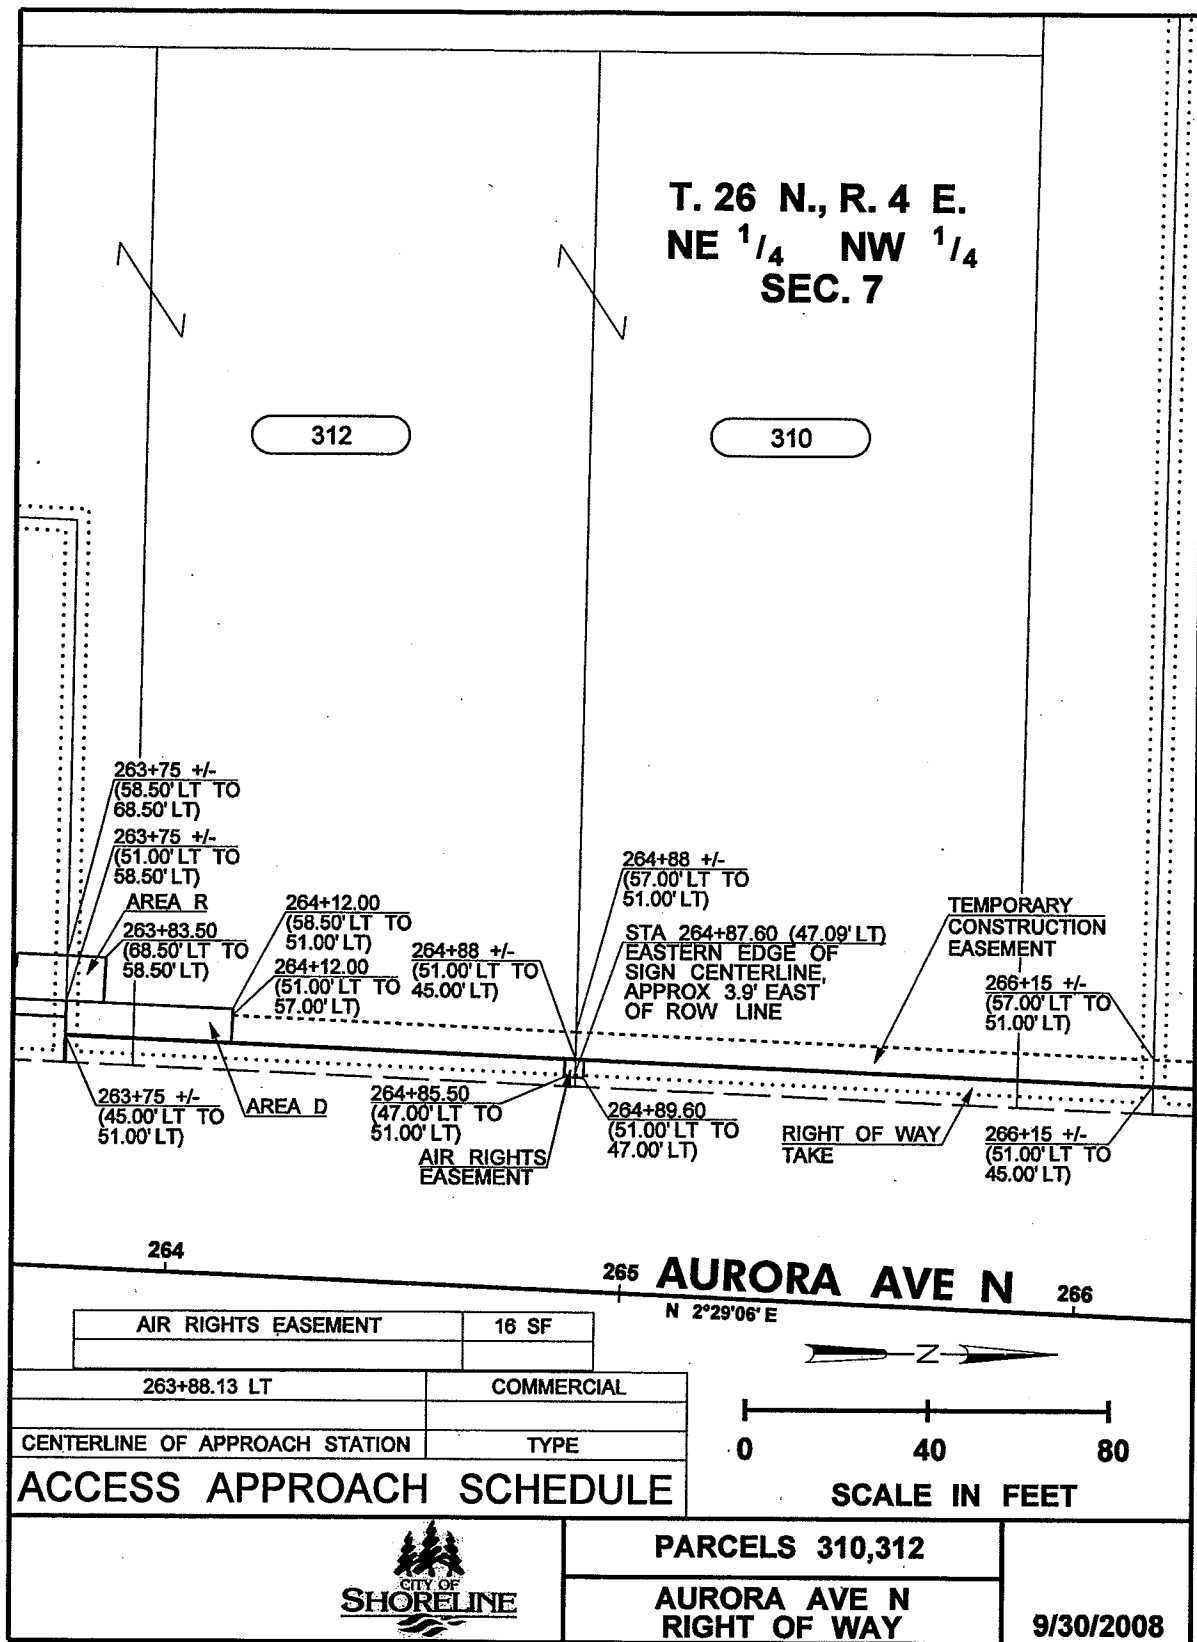 T. 26 N., R. 4 E.
NE 1/4 NW 1/4
SEC. 7
312
310
263+75 +/-
(58.50' LT TO
68.50' LT)
263+75 +/-
(51.00' LT TO
58.50' LT)
AREA R
263+83.50
(68.50' LT TO
58.50' LT)
264+12.00
(58.50' LT TO
51.00' LT)
264+12.00
(51.00' LT TO
57.00' LT)
264+88 +/-
(51.00' LT TO
45.00' LT)
264+88 +/-
(57.00' LT TO
51.00' LT)
STA 264+87.60 (47.09' LT)
EASTERN EDGE OF
SIGN CENTERLINE,
APPROX 3.9' EAST
OF ROW LINE
TEMPORARY
CONSTRUCTION
EASEMENT
266+15 +/-
(57.00' LT TO
51.00' LT)
263+75 +/-
(45.00' LT TO
51.00' LT)
AREA D
264+85.50
(47.00' LT TO
51.00' LT)
AIR RIGHTS
EASEMENT
264+89.60
(51.00' LT TO
47.00' LT)
RIGHT OF WAY
TAKE
266+15 +/-
(51.00' LT TO
45.00' LT)
264
265
AURORA AVE N
266
N 2°29'06" E
AIR RIGHTS EASEMENT 16 SF
N
263+88.13 LT COMMERCIAL
CENTERLINE OF APPROACH STATION TYPE
ACCESS APPROACH SCHEDULE
0 40 80
SCALE IN FEET
CITY OF
SHORELINE
PARCELS 310,312
AURORA AVE N
RIGHT OF WAY
9/30/2008